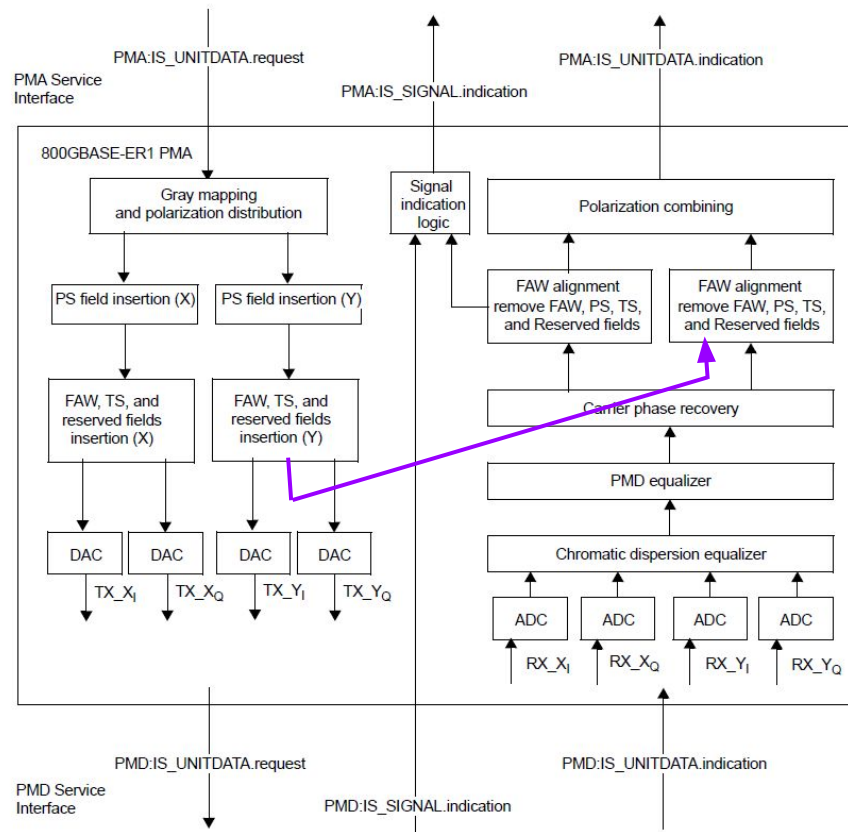 PMA:IS_UNITDATA.request
PMA:IS_UNITDATA.indication
PMA Service
Interface
PMA:IS_SIGNAL.indication
800GBASE-ER1 PMA
Gray mapping
and polarization distribution
Signal
indication
logic
Polarization combining
PS field insertion (X)
PS field insertion (Y)
FAW alignment
remove FAW, PS, TS,
and Reserved fields
FAW alignment
remove FAW, PS, TS,
and Reserved fields
FAW, TS, and
reserved fields
insertion (X)
FAW, TS, and
reserved fields
insertion (Y)
Carrier phase recovery
PMD equalizer
Chromatic dispersion equalizer
DAC
DAC
DAC
DAC
TX_XI
TX_XQ
TX_YI
TX_YQ
ADC
ADC
ADC
ADC
RX_XI
RX_XQ
RX_YI
RX_YQ
PMD:IS_UNITDATA.request
PMD:IS_UNITDATA.indication
PMD Service
Interface
PMD:IS_SIGNAL.indication